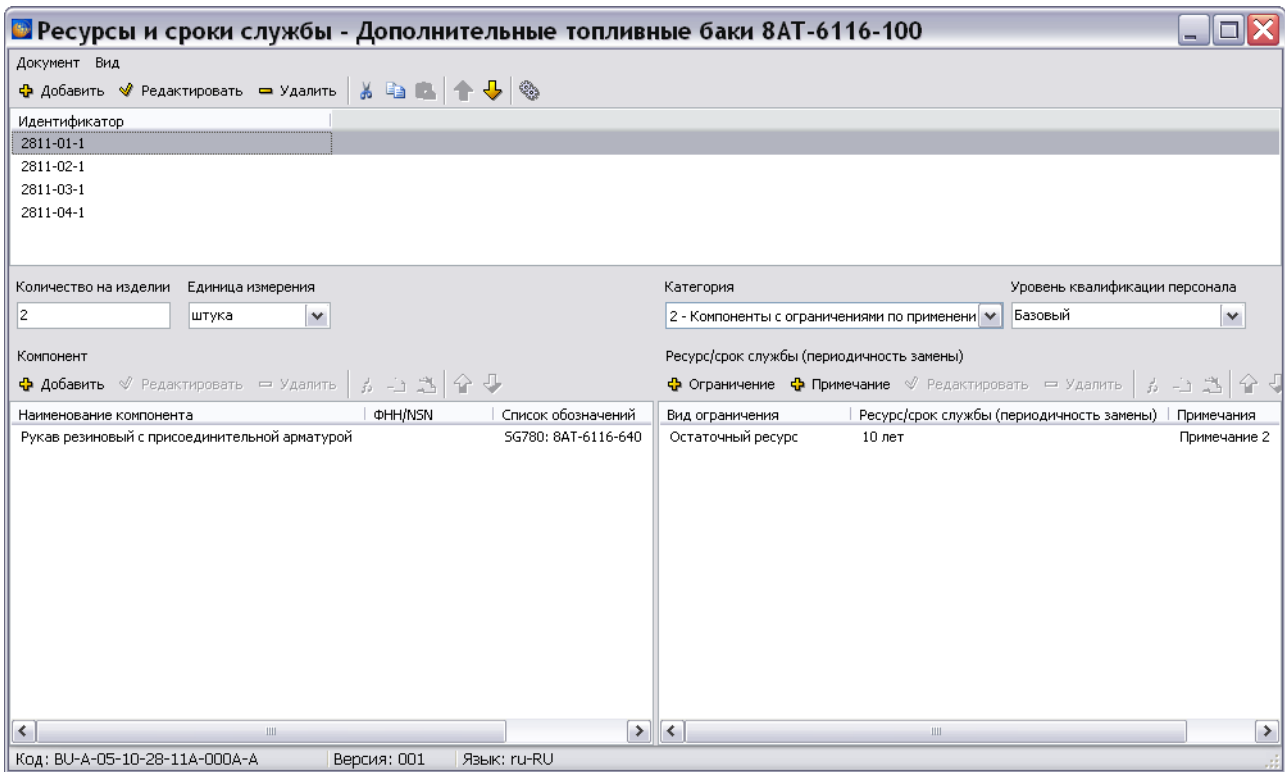 Ресурсы и сроки службы - Дополнительные топливные баки 8АТ-6116-100
Документ Вид
Добавить Редактировать Удалить
Идентификатор
2811-01-1
2811-02-1
2811-03-1
2811-04-1
Количество на изделии Единица измерения Категория Уровень квалификации персонала
2 штука 2 - Компоненты с ограничениями по применени Базовый
Компонент Ресурс/срок службы (периодичность замены)
Добавить Редактировать Удалить Ограничение Примечание Редактировать Удалить
Наименование компонента ФНН/NSN Список обозначений Вид ограничения Ресурс/срок службы (периодичность замены) Примечания
Рукав резиновый с присоединительной арматурой SG780: 8АТ-6116-640 Остаточный ресурс 10 лет Примечание 2
Код: BU-A-05-10-28-11A-000A-A Версия: 001 Язык: ru-RU